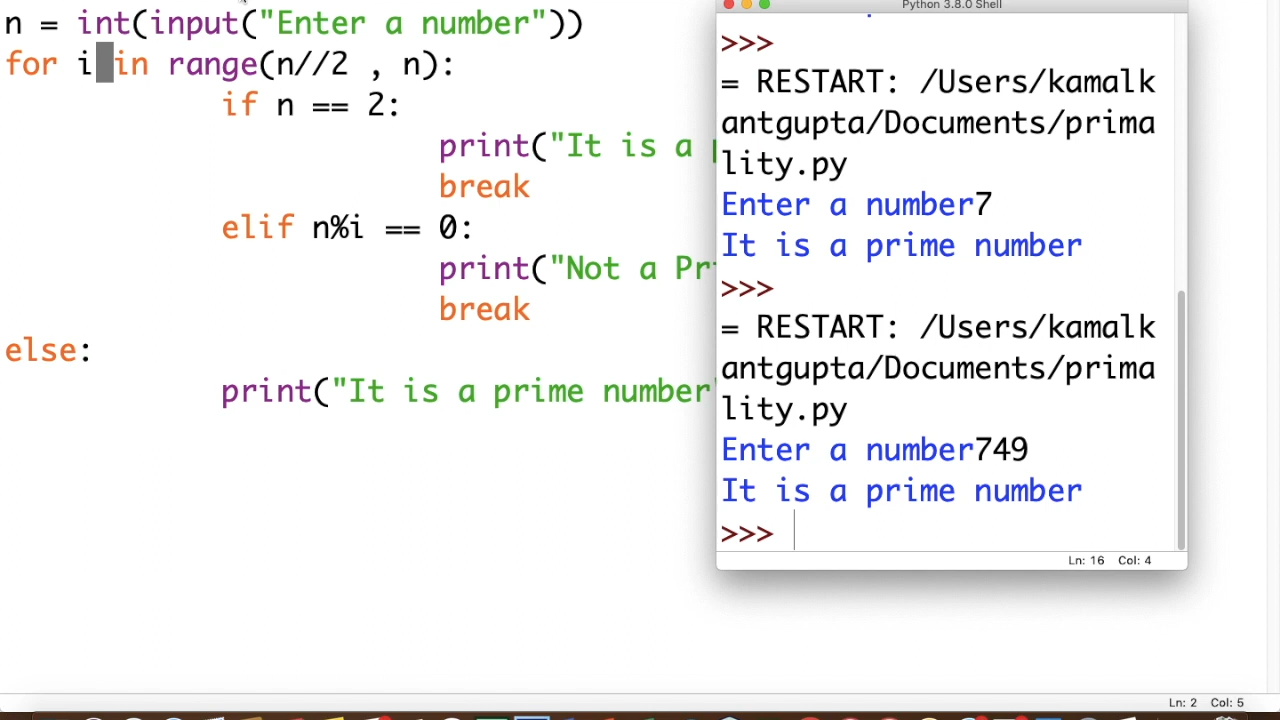 n = int(input("Enter a number"))
for i in range(n//2 , n):
if n == 2:
print("It is a
break
elif n%i == 0:
print("Not a
break
else:
print("It is a prime number
Python 3.8.0 Shell
>>>
= RESTART: /Users/kamalk
antgupta/Documents/prima
lity.py
Enter a number7
It is a prime number
>>>
= RESTART: /Users/kamalk
antgupta/Documents/prima
lity.py
Enter a number749
It is a prime number
>>>
Ln: 16 Col: 4
Ln: 2 Col: 5